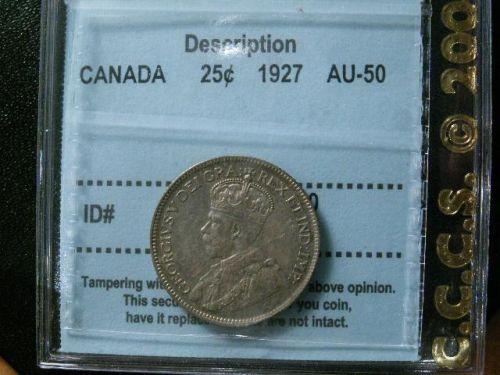 Description
CANADA 25¢ 1927 AU-50
ID#
GEORGIVS V DEI GRA: REX ET IND: IMP:
Tampering wi above opinion.
This secu you coin,
have it repla are not intact.
C.C.C.S. © 200